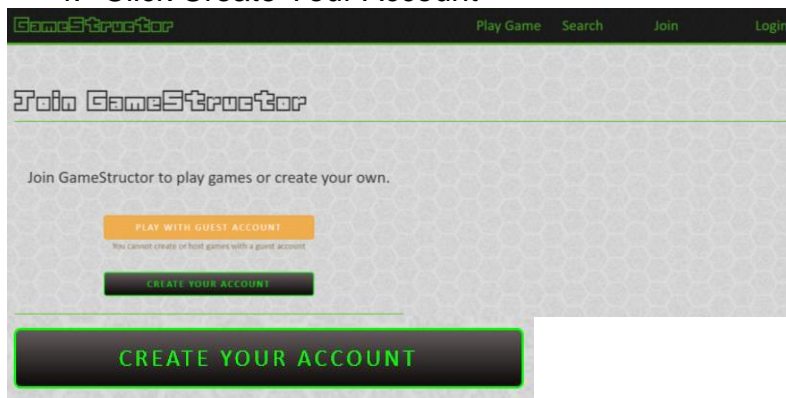 Click Create Your Account
GameStructor Play Game Search Join Login
Join GameStructor
Join GameStructor to play games or create your own.
PLAY WITH GUEST ACCOUNT
You cannot create or host games with a guest account
CREATE YOUR ACCOUNT
CREATE YOUR ACCOUNT